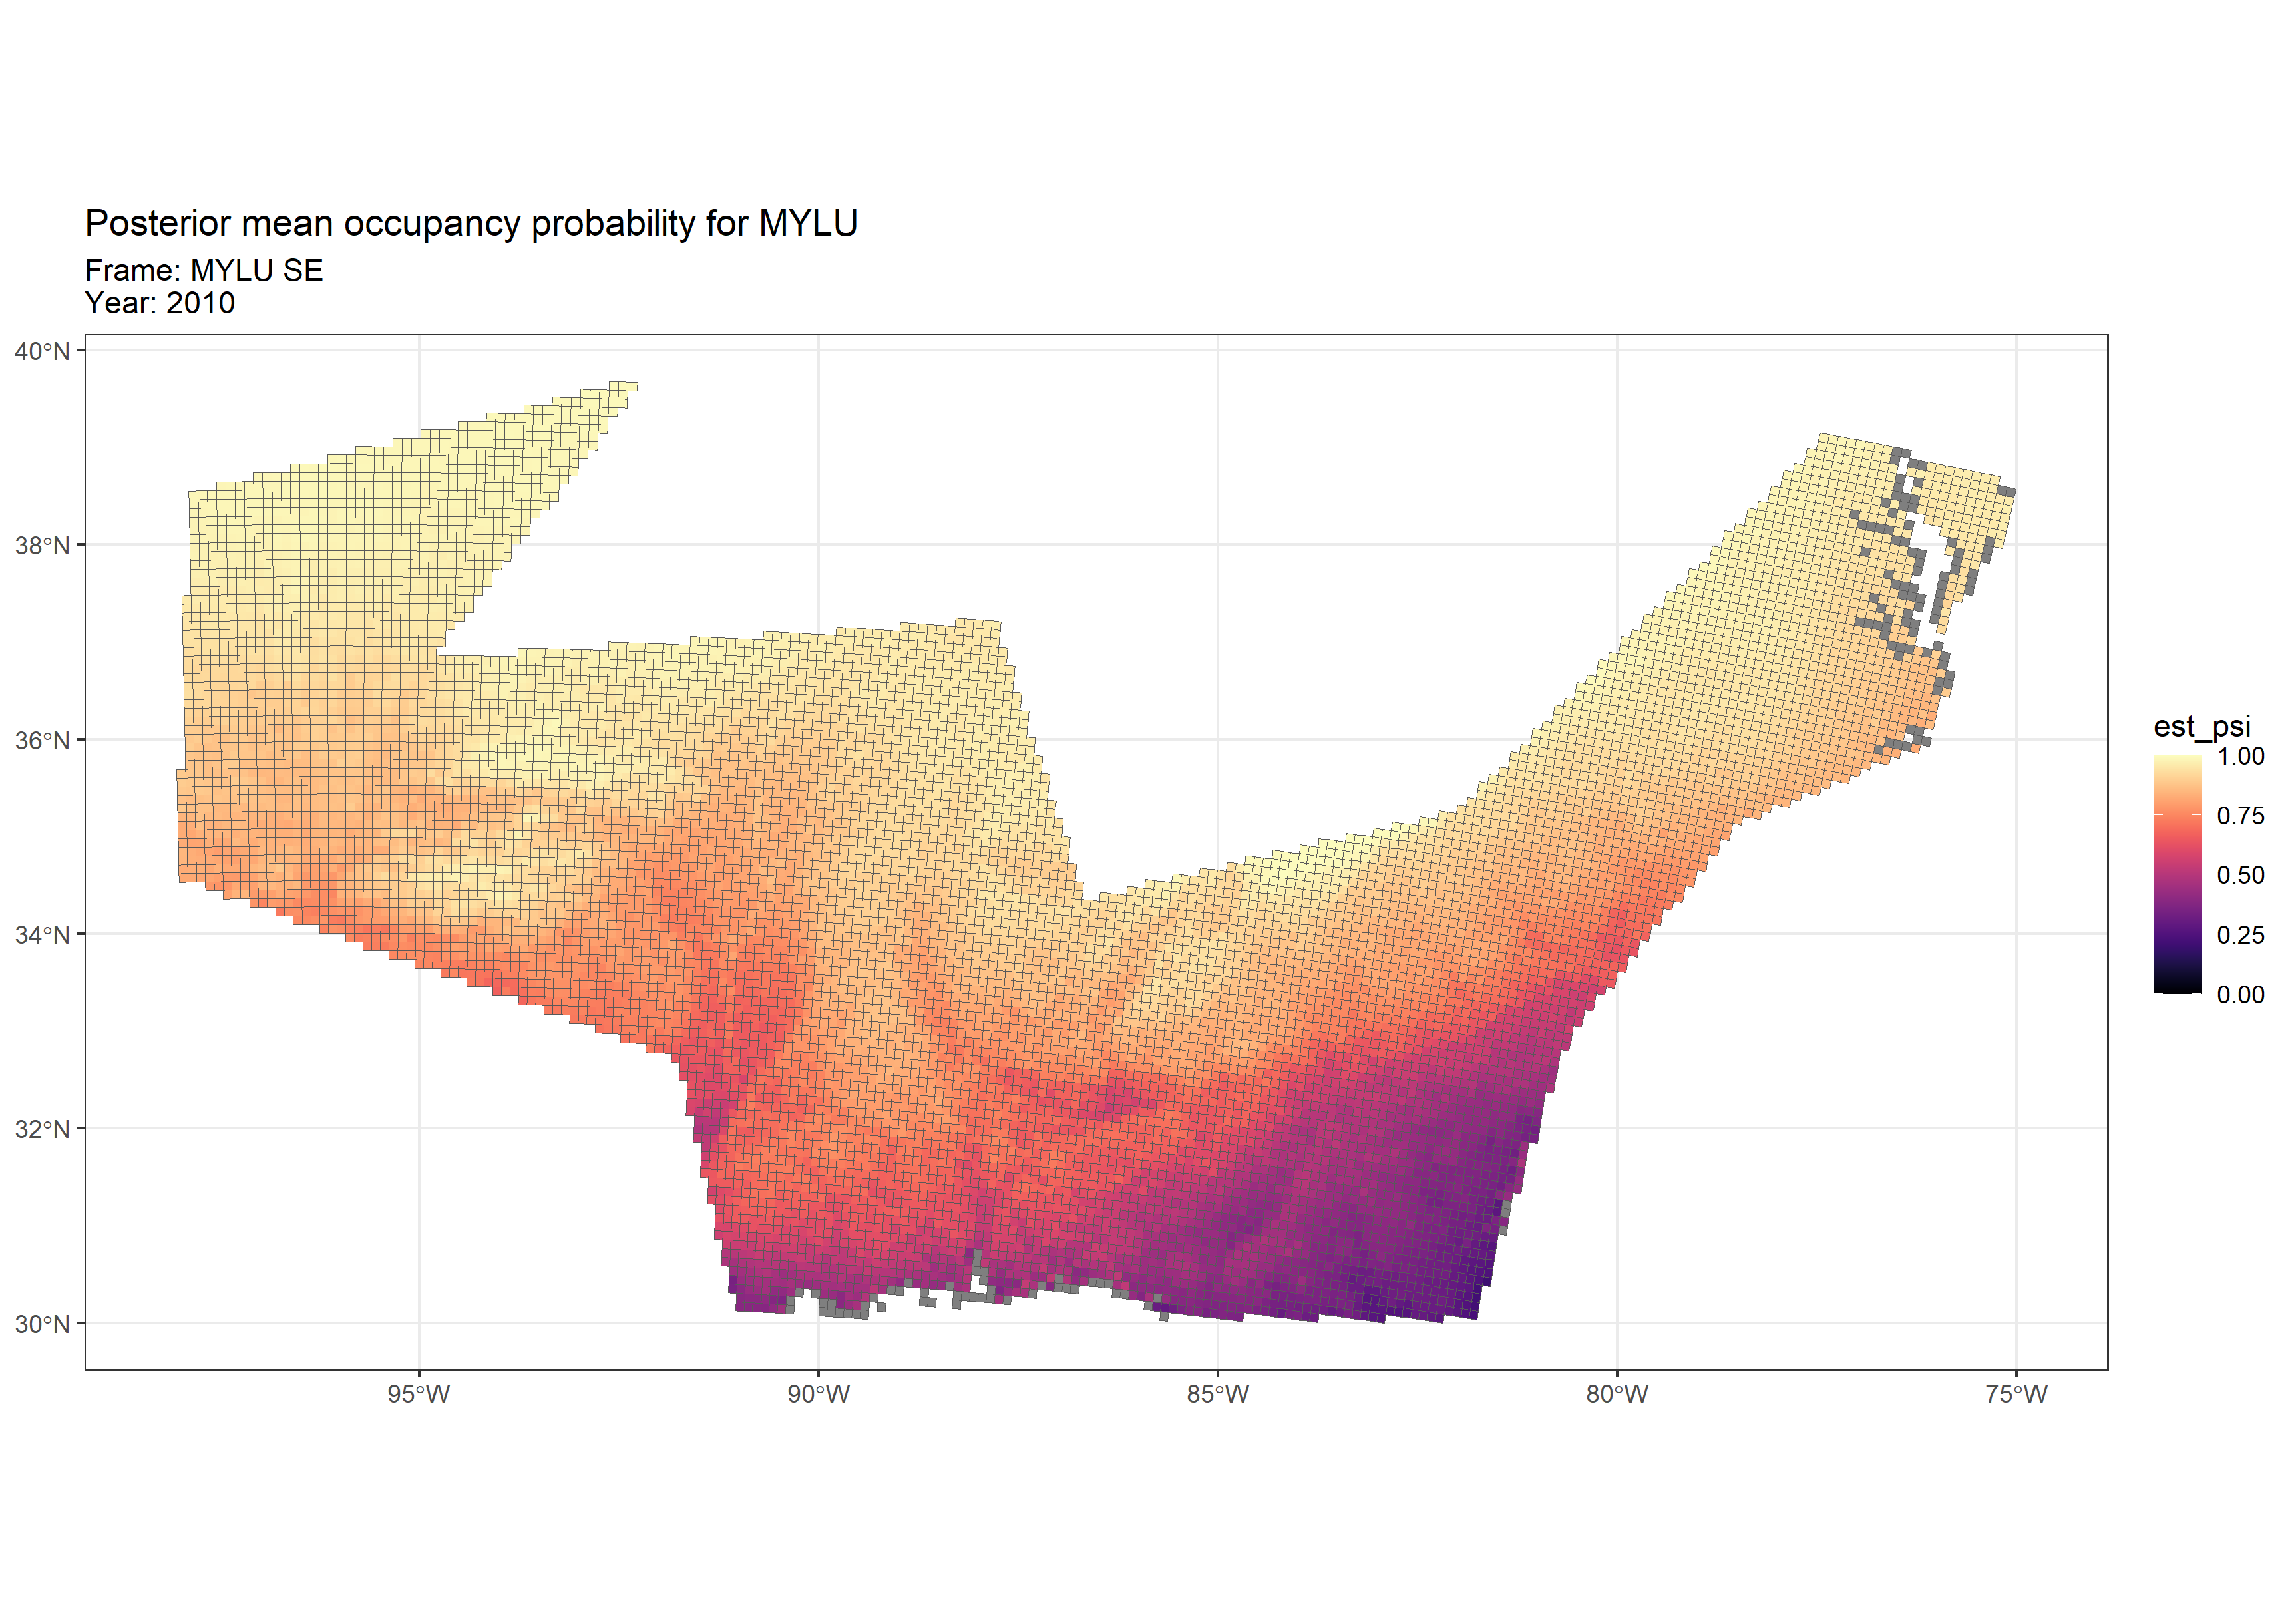 Posterior mean occupancy probability for MYLU
Frame: MYLU SE
Year: 2010
40°N
38°N
36°N
34°N
32°N
30°N
95°W
90°W
85°W
80°W
75°W
est_psi
1.00
0.75
0.50
0.25
0.00